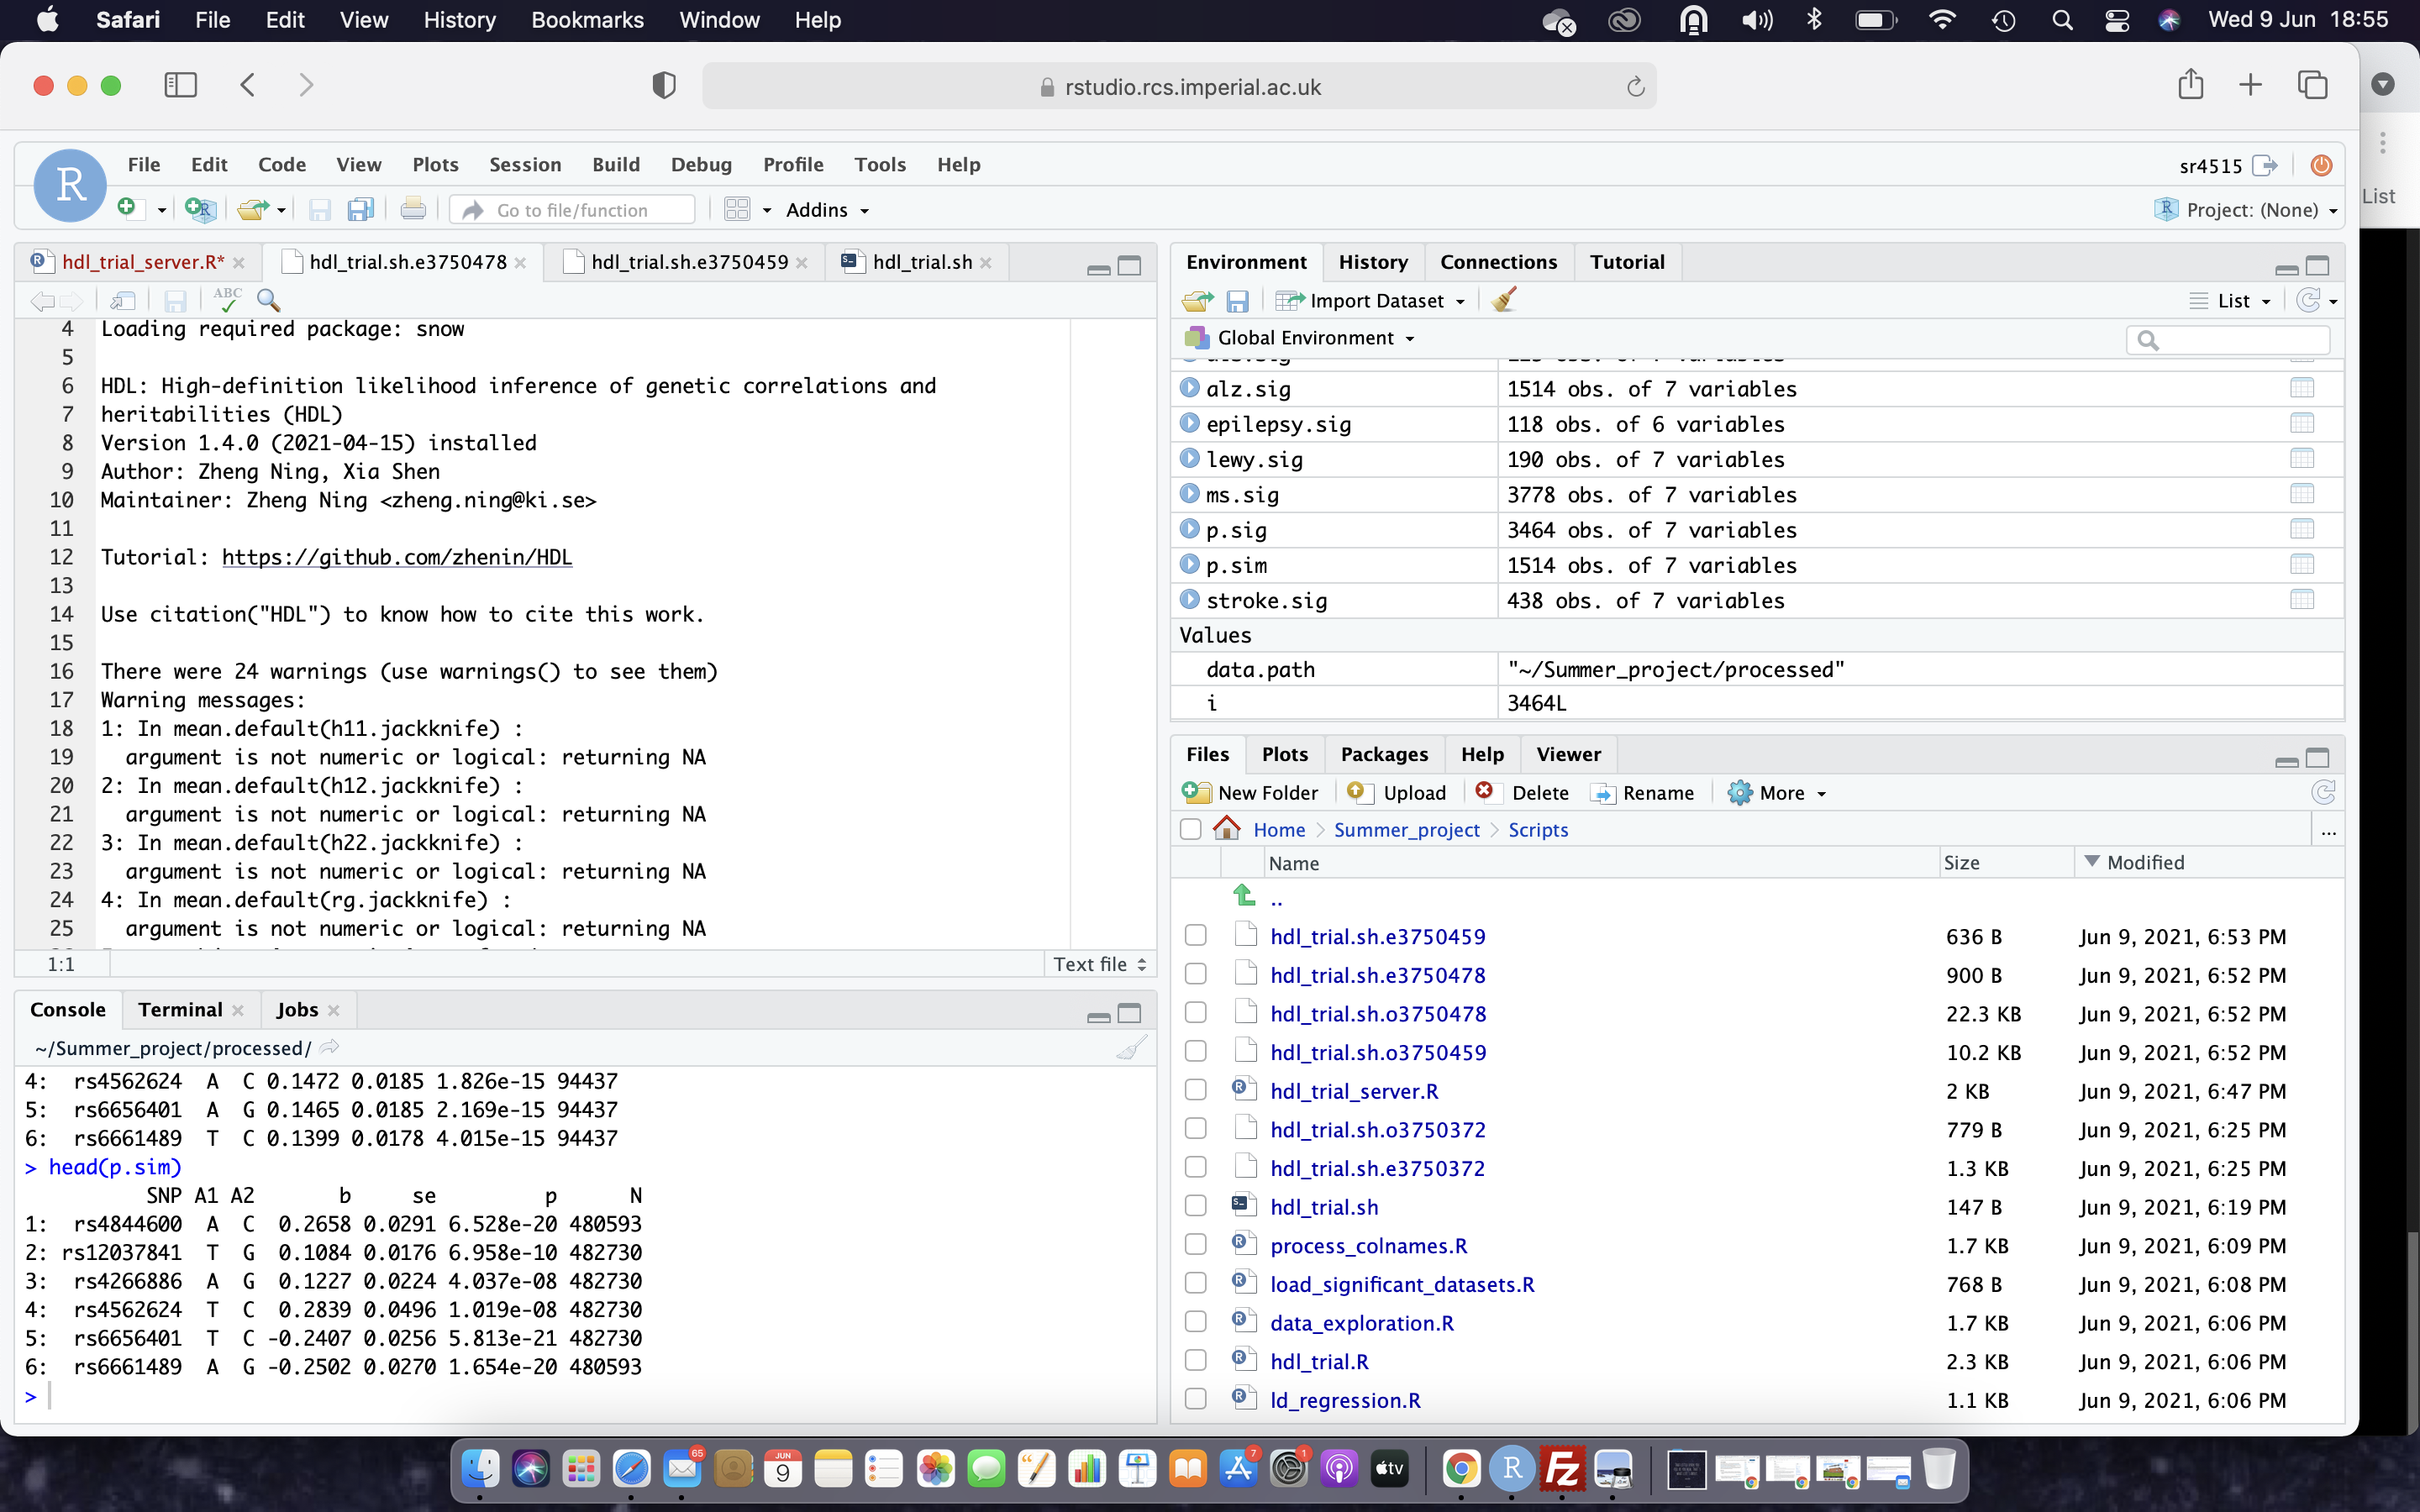 Safari File Edit View History Bookmarks Window Help Wed 9 Jun 18:55
rstudio.rcs.imperial.ac.uk
R File Edit Code View Plots Session Build Debug Profile Tools Help sr4515
Go to file/function Addins Project: (None)
List
hdl_trial_server.R* hdl_trial.sh.e3750478 hdl_trial.sh.e3750459 hdl_trial.sh
ABC
4 Loading required package: snow
5
6 HDL: High-definition likelihood inference of genetic correlations and
7 heritabilities (HDL)
8 Version 1.4.0 (2021-04-15) installed
9 Author: Zheng Ning, Xia Shen
10 Maintainer: Zheng Ning <zheng.ning@ki.se>
11
12 Tutorial: https://github.com/zhenin/HDL
13
14 Use citation("HDL") to know how to cite this work.
15
16 There were 24 warnings (use warnings() to see them)
17 Warning messages:
18 1: In mean.default(h11.jackknife) :
19 argument is not numeric or logical: returning NA
20 2: In mean.default(h12.jackknife) :
21 argument is not numeric or logical: returning NA
22 3: In mean.default(h22.jackknife) :
23 argument is not numeric or logical: returning NA
24 4: In mean.default(rg.jackknife) :
25 argument is not numeric or logical: returning NA
1:1 Text file
Console Terminal Jobs
~/Summer_project/processed/
4: rs4562624 A C 0.1472 0.0185 1.826e-15 94437
5: rs6656401 A G 0.1465 0.0185 2.169e-15 94437
6: rs6661489 T C 0.1399 0.0178 4.015e-15 94437
> head(p.sim)
SNP A1 A2 b se p N
1: rs4844600 A C 0.2658 0.0291 6.528e-20 480593
2: rs12037841 T G 0.1084 0.0176 6.958e-10 482730
3: rs4266886 A G 0.1227 0.0224 4.037e-08 482730
4: rs4562624 T C 0.2839 0.0496 1.019e-08 482730
5: rs6656401 T C -0.2407 0.0256 5.813e-21 482730
6: rs6661489 A G -0.2502 0.0270 1.654e-20 480593
>
Environment History Connections Tutorial
Import Dataset List
Global Environment
alz.sig 1514 obs. of 7 variables
epilepsy.sig 118 obs. of 6 variables
lewy.sig 190 obs. of 7 variables
ms.sig 3778 obs. of 7 variables
p.sig 3464 obs. of 7 variables
p.sim 1514 obs. of 7 variables
stroke.sig 438 obs. of 7 variables
Values
data.path "~/Summer_project/processed"
i 3464L
Files Plots Packages Help Viewer
New Folder Upload Delete Rename More
Home Summer_project Scripts ...
Name Size Modified
..
hdl_trial.sh.e3750459 636 B Jun 9, 2021, 6:53 PM
hdl_trial.sh.e3750478 900 B Jun 9, 2021, 6:52 PM
hdl_trial.sh.o3750478 22.3 KB Jun 9, 2021, 6:52 PM
hdl_trial.sh.o3750459 10.2 KB Jun 9, 2021, 6:52 PM
hdl_trial_server.R 2 KB Jun 9, 2021, 6:47 PM
hdl_trial.sh.o3750372 779 B Jun 9, 2021, 6:25 PM
hdl_trial.sh.e3750372 1.3 KB Jun 9, 2021, 6:25 PM
hdl_trial.sh 147 B Jun 9, 2021, 6:19 PM
process_colnames.R 1.7 KB Jun 9, 2021, 6:09 PM
load_significant_datasets.R 768 B Jun 9, 2021, 6:08 PM
data_exploration.R 1.7 KB Jun 9, 2021, 6:06 PM
hdl_trial.R 2.3 KB Jun 9, 2021, 6:06 PM
ld_regression.R 1.1 KB Jun 9, 2021, 6:06 PM
65 JUN 9 7 1 tv R Fz